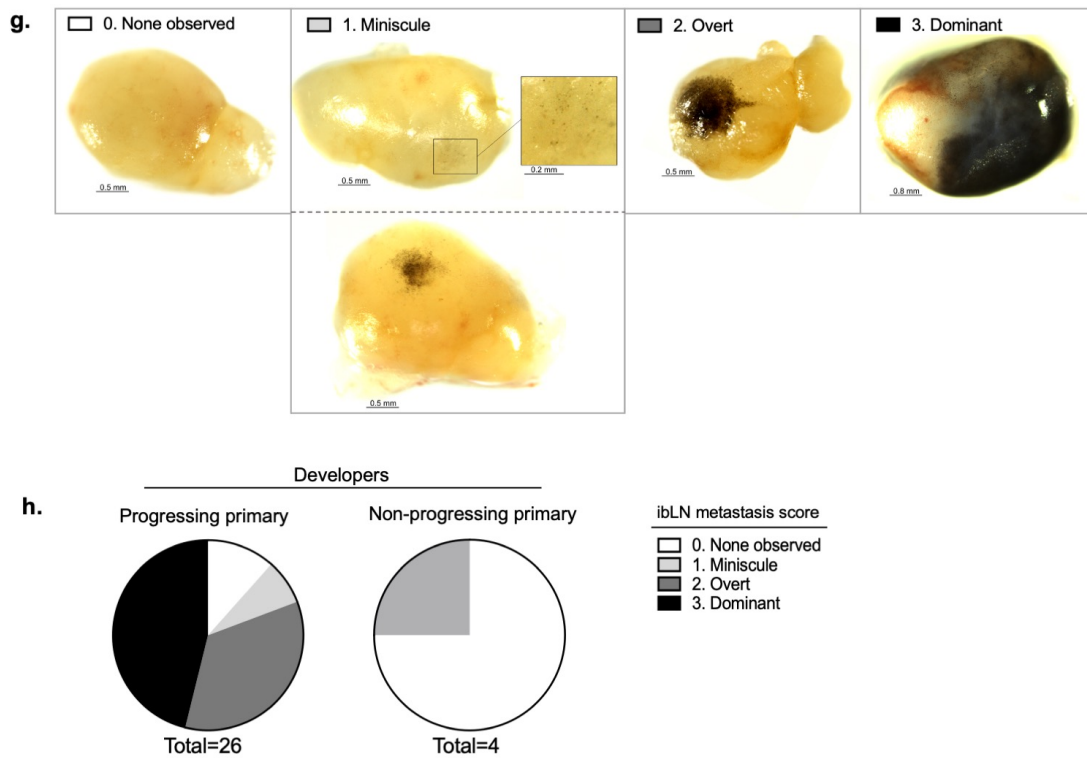 g.
0. None observed
1. Miniscule
2. Overt
3. Dominant
0.5 mm
0.5 mm
0.2 mm
0.5 mm
0.8 mm
0.5 mm
h.
Developers
Progressing primary
Non-progressing primary
Total=26
Total=4
ibLN metastasis score
0. None observed
1. Miniscule
2. Overt
3. Dominant